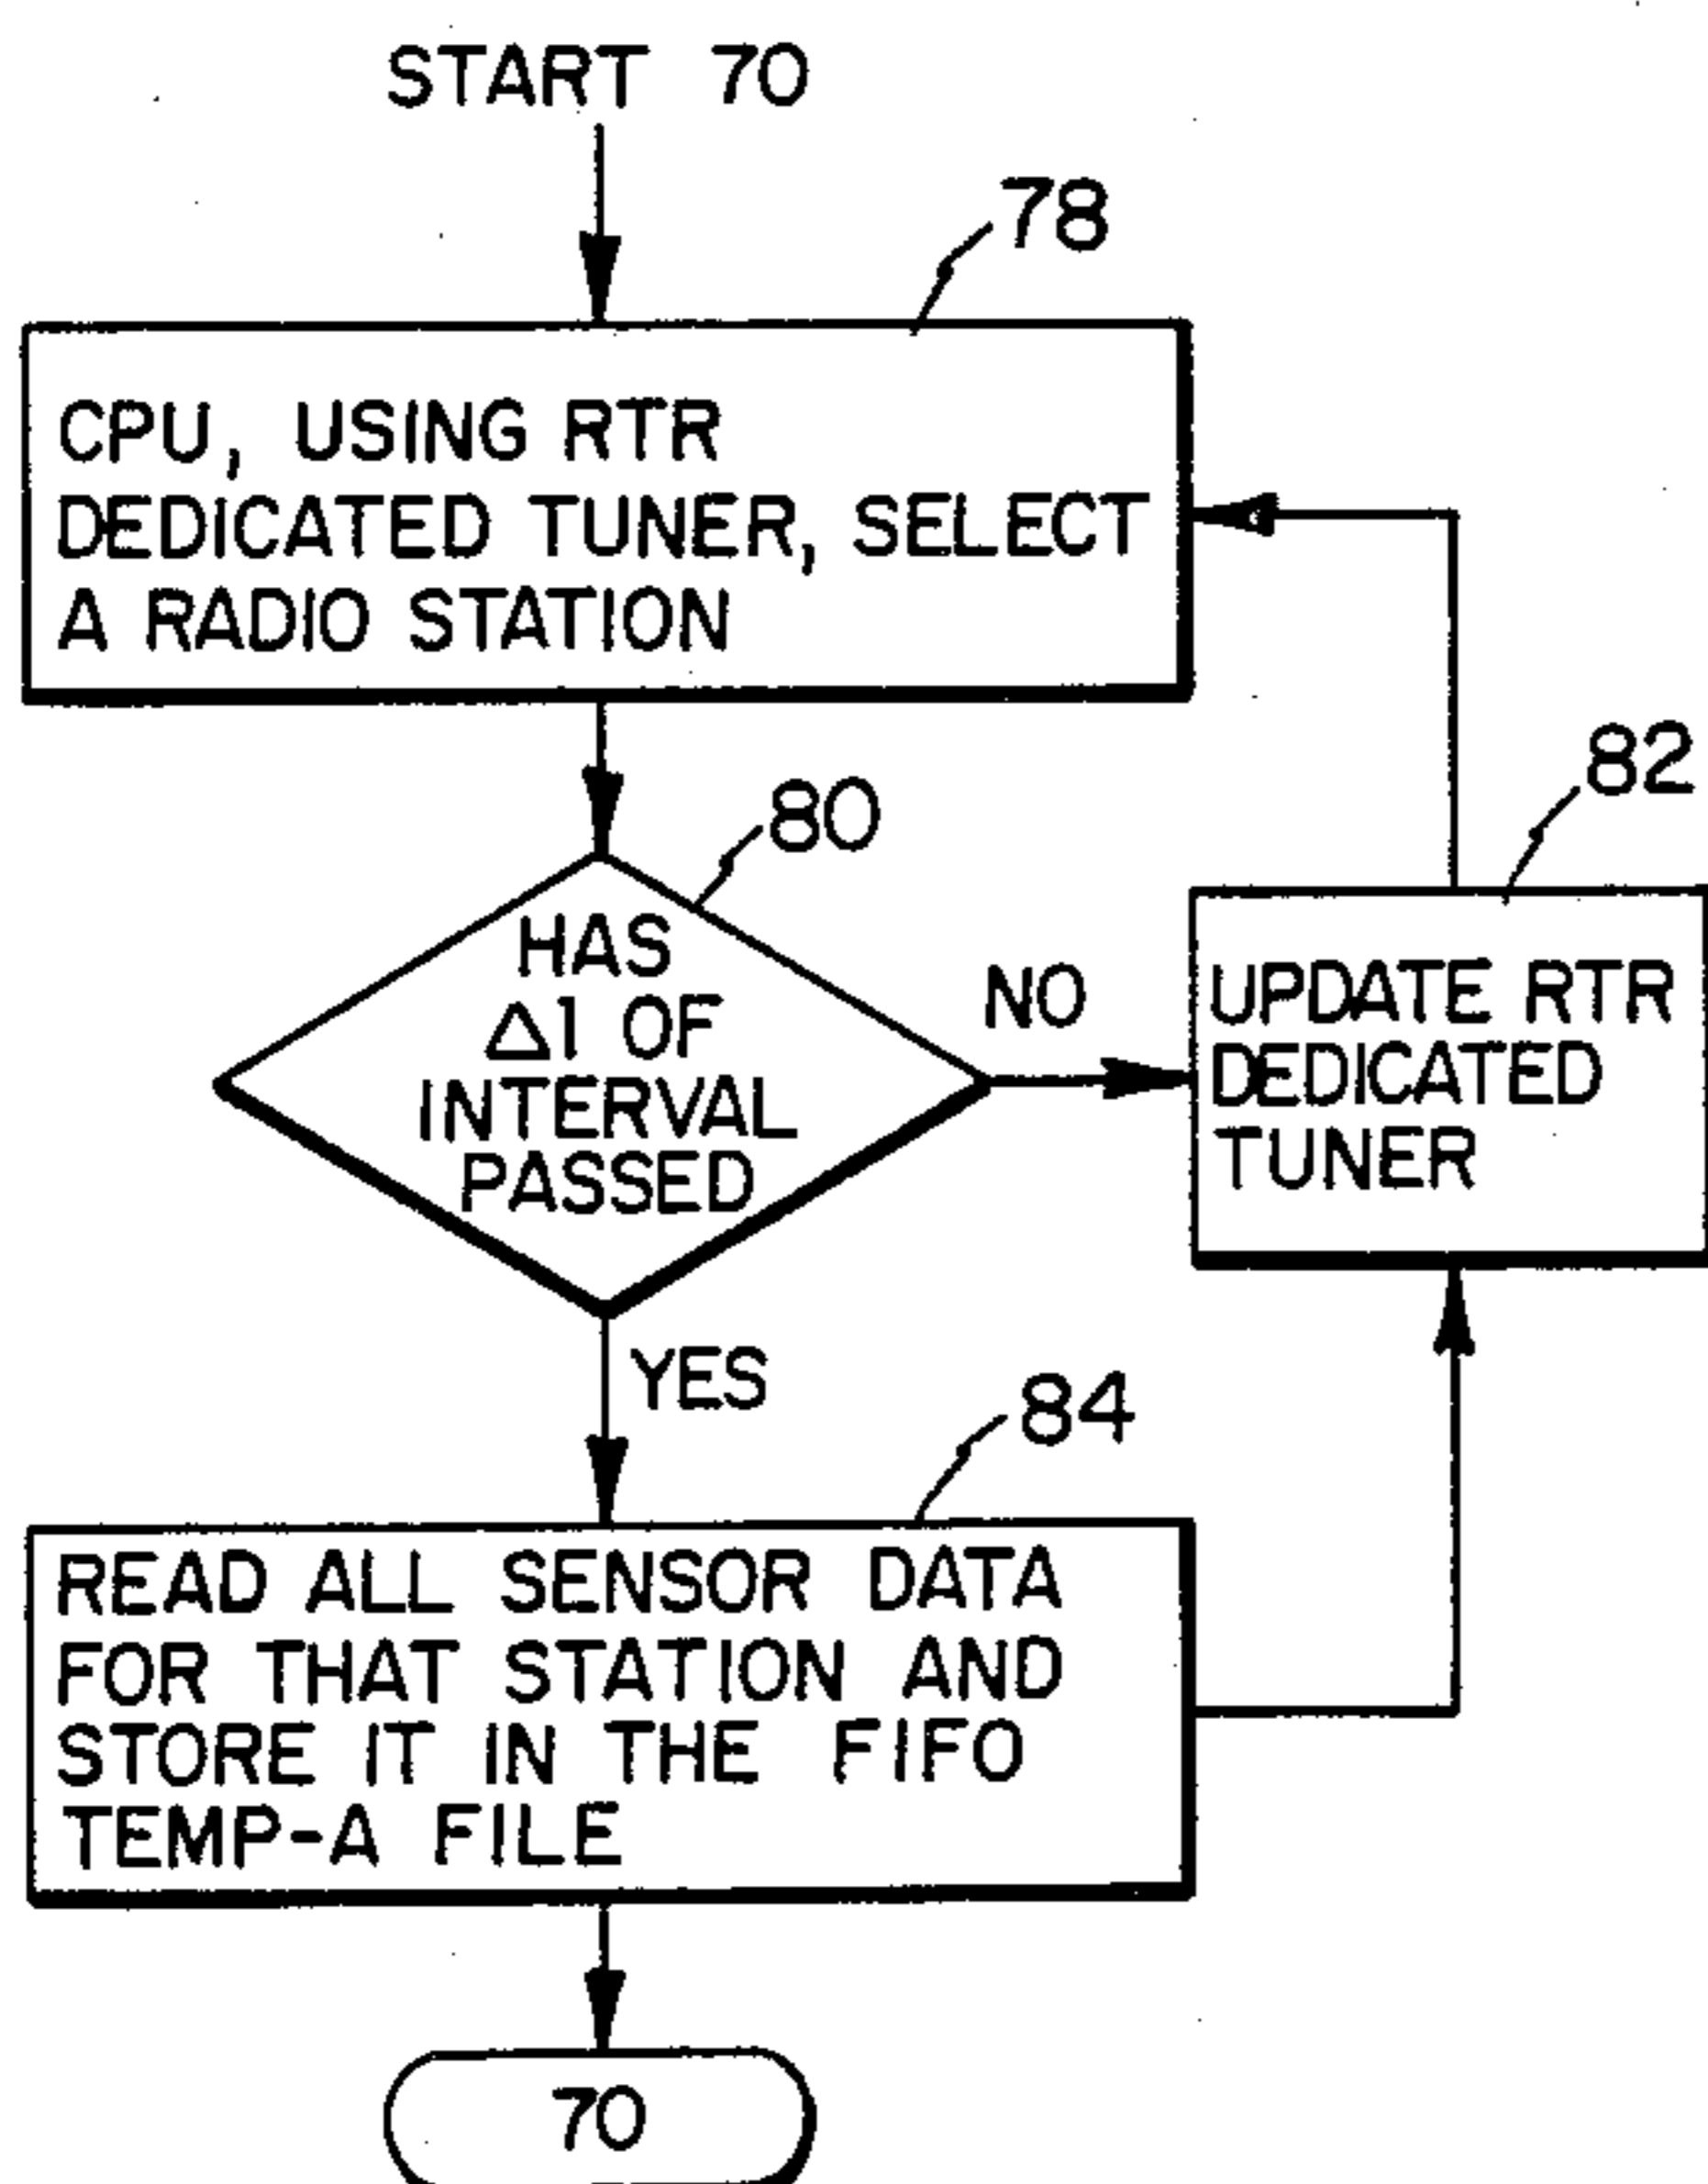 START 70
78
CPU, USING RTR
DEDICATED TUNER, SELECT
A RADIO STATION
80
HAS
Δ1 OF
INTERVAL
PASSED
NO
82
UPDATE RTR
DEDICATED
TUNER
YES
84
READ ALL SENSOR DATA
FOR THAT STATION AND
STORE IT IN THE FIFO
TEMP-A FILE
70